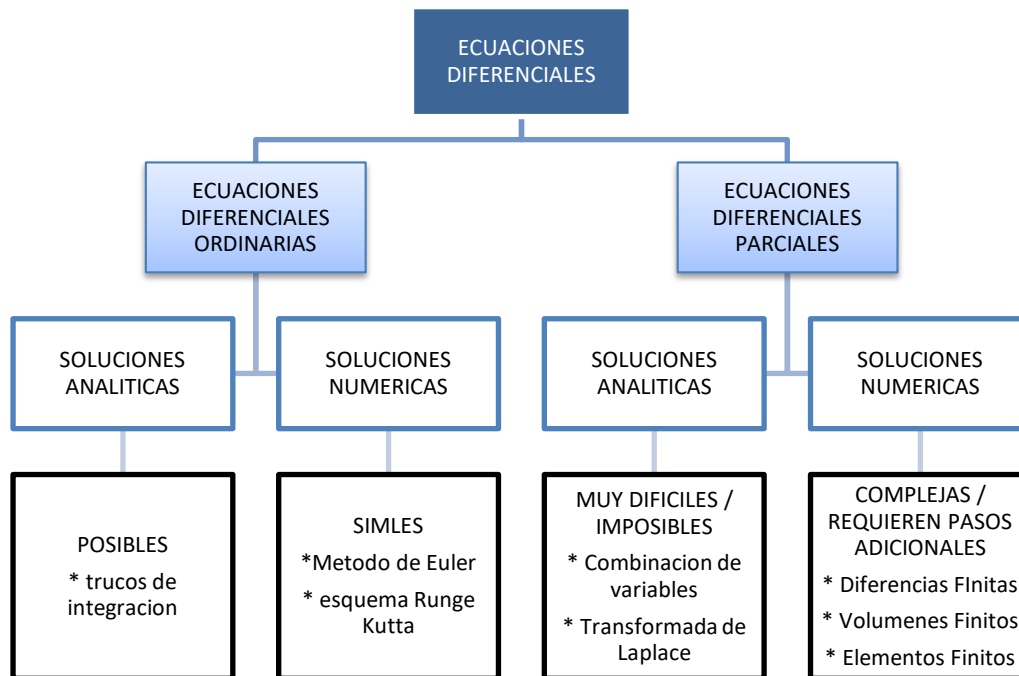 ECUACIONES
DIFERENCIALES
ECUACIONES
DIFERENCIALES
ORDINARIAS
ECUACIONES
DIFERENCIALES
PARCIALES
SOLUCIONES
ANALITICAS
SOLUCIONES
NUMERICAS
SOLUCIONES
ANALITICAS
SOLUCIONES
NUMERICAS
POSIBLES
* trucos de
integracion
SIMLES
*Metodo de Euler
* esquema Runge
Kutta
MUY DIFICILES /
IMPOSIBLES
* Combinacion de
variables
* Transformada de
Laplace
COMPLEJAS /
REQUIEREN PASOS
ADICIONALES
* Diferencias FInitas
* Volumenes Finitos
* Elementos Finitos